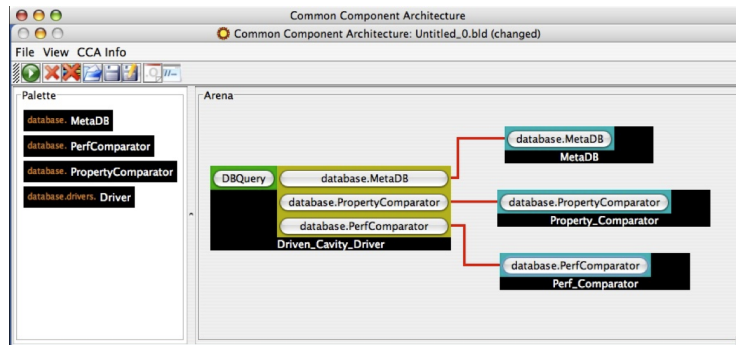 Common Component Architecture
Common Component Architecture: Untitled_0.bld (changed)
File View CCA Info
Palette
Arena
database. MetaDB
database. PerfComparator
database. PropertyComparator
database.drivers. Driver
DBQuery
database.MetaDB
database.PropertyComparator
database.PerfComparator
Driven_Cavity_Driver
database.MetaDB
MetaDB
database.PropertyComparator
Property_Comparator
database.PerfComparator
Perf_Comparator